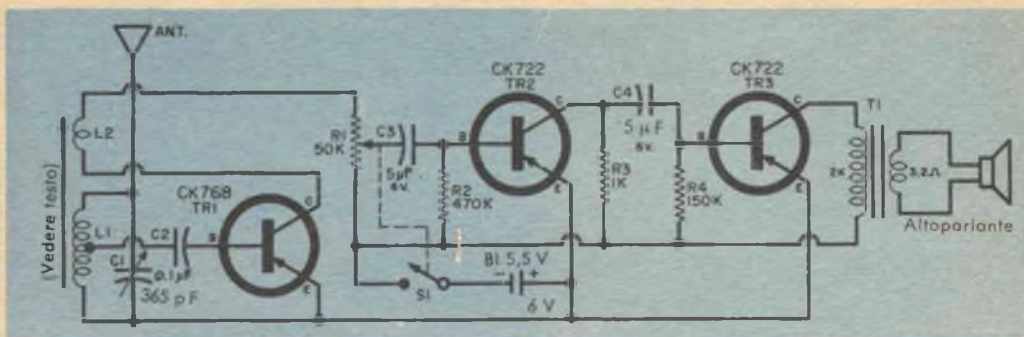 ANT.
L2
(Vedere testo)
L1
C1
365 pF
C2
0.1µF
CK768
TR1
B
C
E
R1
50K
C3
5µF
6V.
R2
470K
S1
B1 5,5 V
- +
6 V
CK722
TR2
B
C
E
R3
1K
C4
5 µF
6V.
R4
150K
CK722
TR3
B
C
E
T1
2K
3,2Ω
Altoparlante